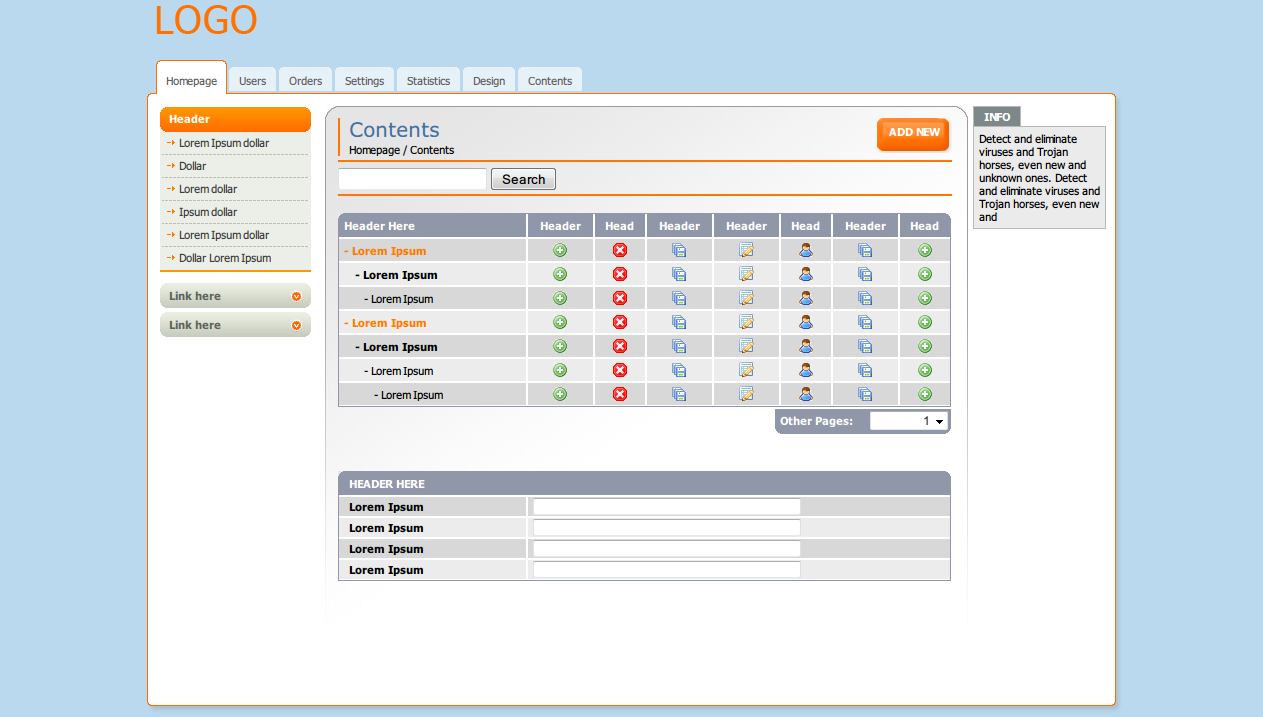 LOGO
Homepage Users Orders Settings Statistics Design Contents
Header
Lorem Ipsum dollar
Dollar
Lorem dollar
Ipsum dollar
Lorem Ipsum dollar
Dollar Lorem Ipsum
Link here
Link here
Contents
Homepage / Contents
ADD NEW
Search
Header Here Header Head Header Header Head Header Head
- Lorem Ipsum
- Lorem Ipsum
- Lorem Ipsum
- Lorem Ipsum
- Lorem Ipsum
- Lorem Ipsum
- Lorem Ipsum
Other Pages: 1
HEADER HERE
Lorem Ipsum
Lorem Ipsum
Lorem Ipsum
Lorem Ipsum
INFO
Detect and eliminate
viruses and Trojan
horses, even new and
unknown ones. Detect
and eliminate viruses and
Trojan horses, even new
and